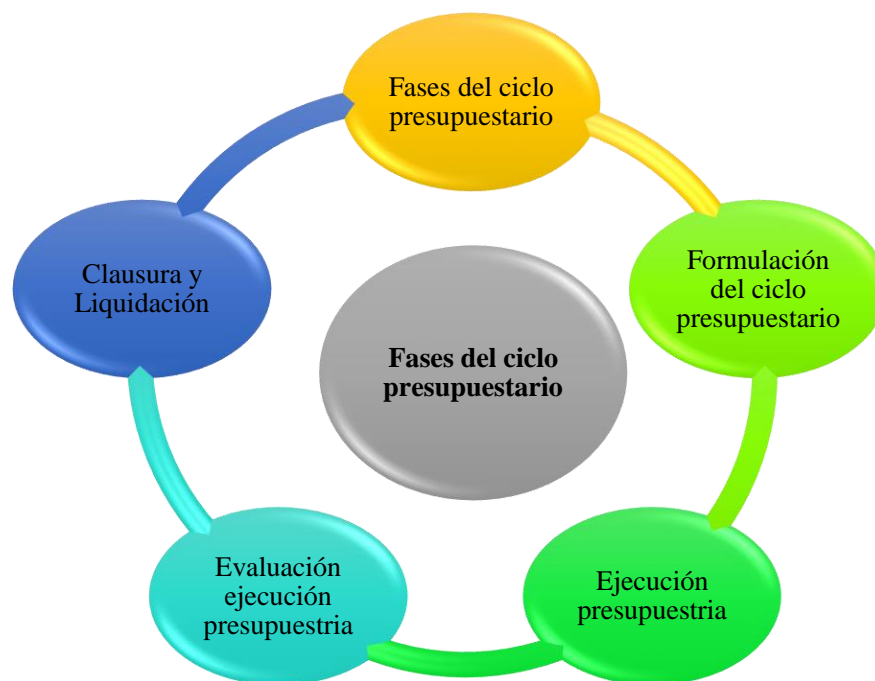 Fases del ciclo
presupuestario
Formulación
del ciclo
presupuestario
Ejecución
presupuestria
Evaluación
ejecución
presupuestria
Clausura y
Liquidación
Fases del ciclo
presupuestario